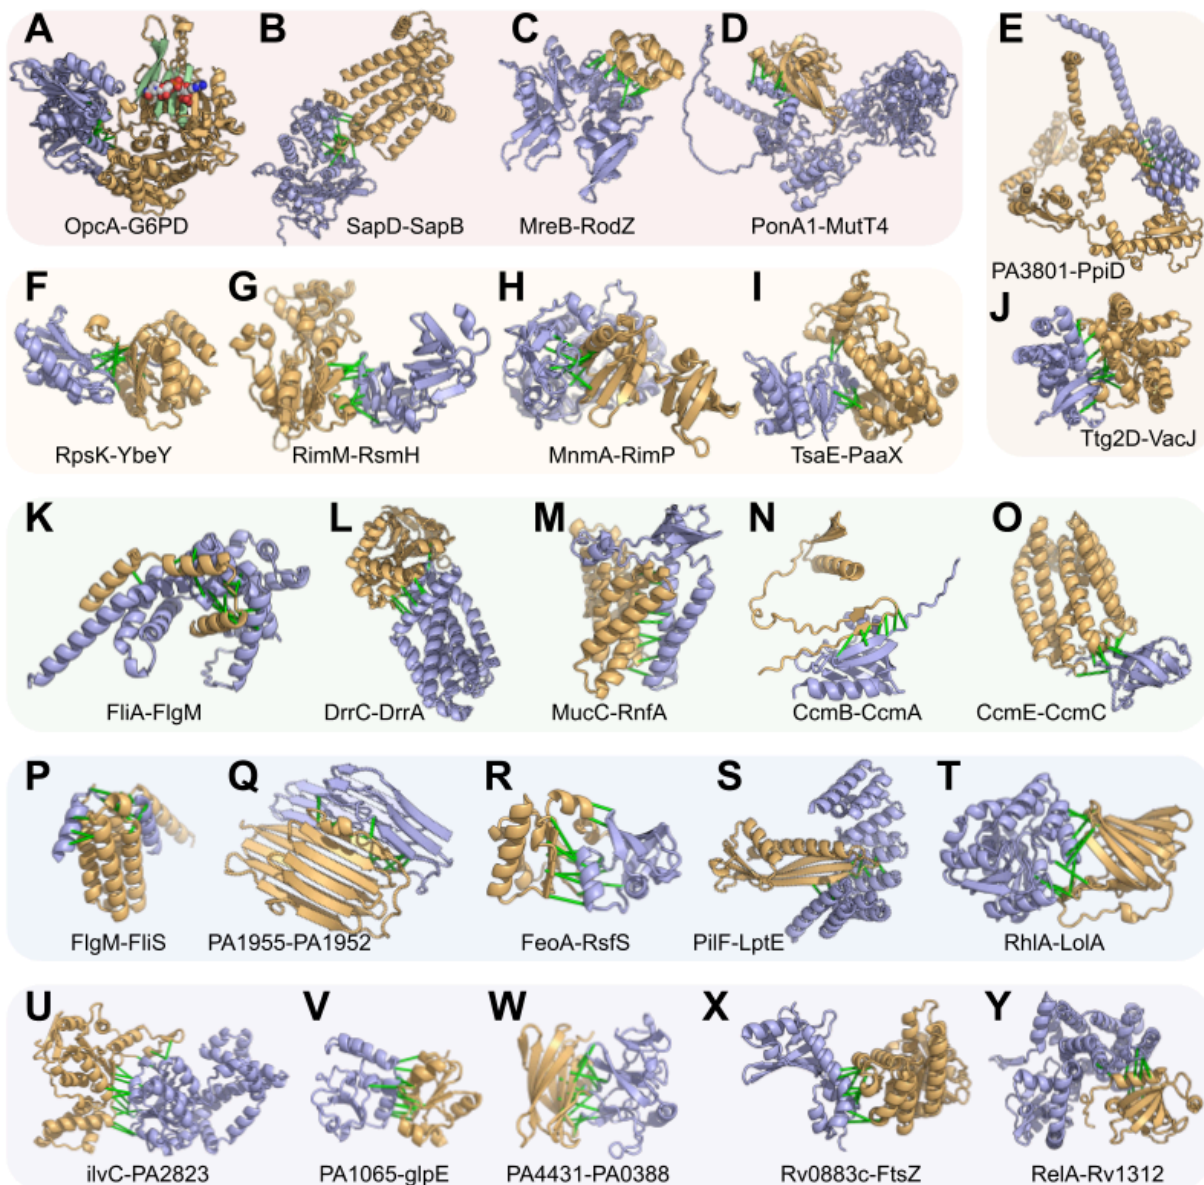 A B C D E
OpcA-G6PD SapD-SapB MreB-RodZ PonA1-MutT4
PA3801-PpiD
F G H I J
RpsK-YbeY RimM-RsmH MnmA-RimP TsaE-PaaX
Ttg2D-VacJ
K L M N O
FliA-FlgM DrrC-DrrA MucC-RnfA CcmB-CcmA CcmE-CcmC
P Q R S T
FlgM-FliS PA1955-PA1952 FeoA-RsfS PilF-LptE RhlA-LolA
U V W X Y
ilvC-PA2823 PA1065-glpE PA4431-PA0388 Rv0883c-FtsZ RelA-Rv1312